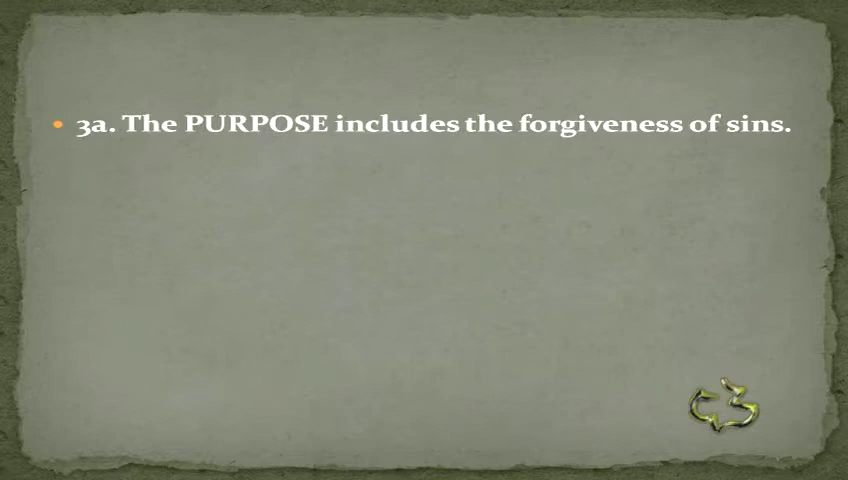 • 3a. The PURPOSE includes the forgiveness of sins.